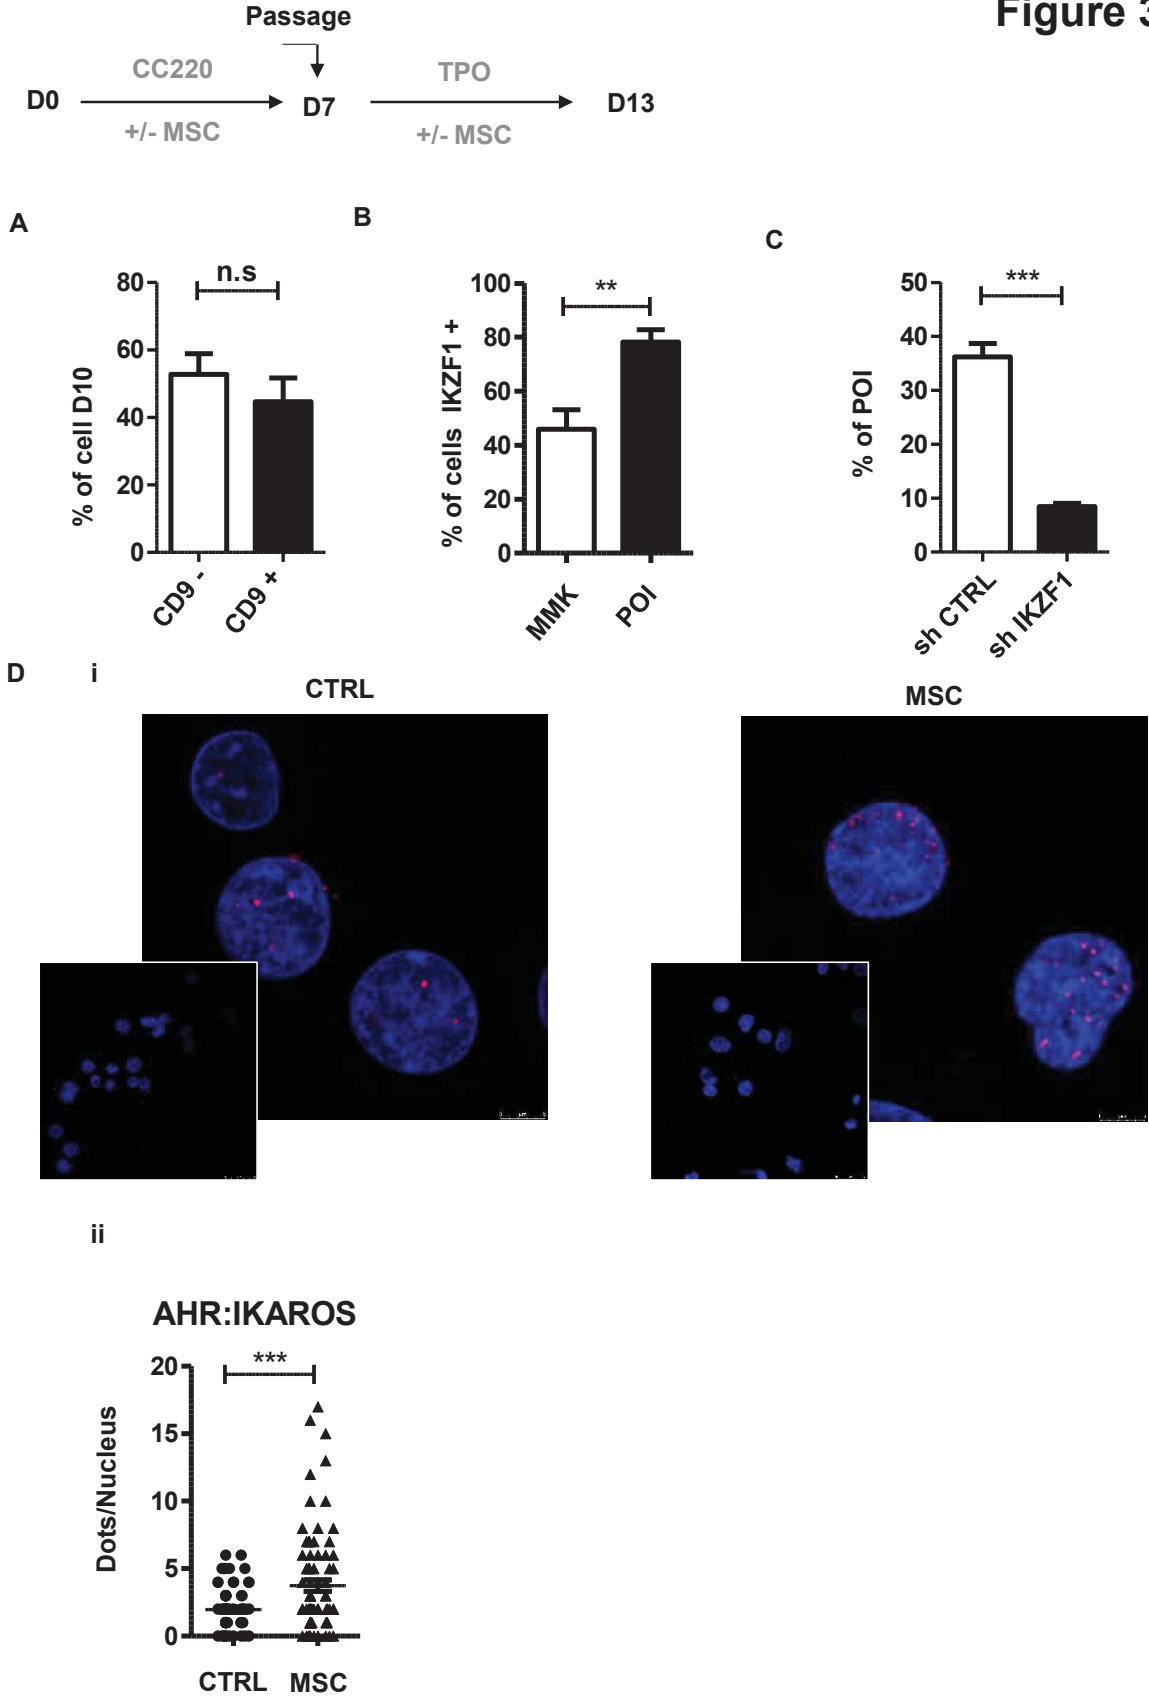 Passage
Figure 3
CC220
TPO
D0
D7
D13
+/- MSC
+/- MSC
A
B
C
n.s
**
***
80
60
40
20
0
% of cell D10
CD9 -
CD9 +
100
80
60
40
20
0
% of cells IKZF1 +
MMK
POI
50
40
30
20
10
0
% of POI
sh CTRL
sh IKZF1
D
i
CTRL
MSC
ii
AHR:IKAROS
***
20
15
10
5
0
Dots/Nucleus
CTRL
MSC